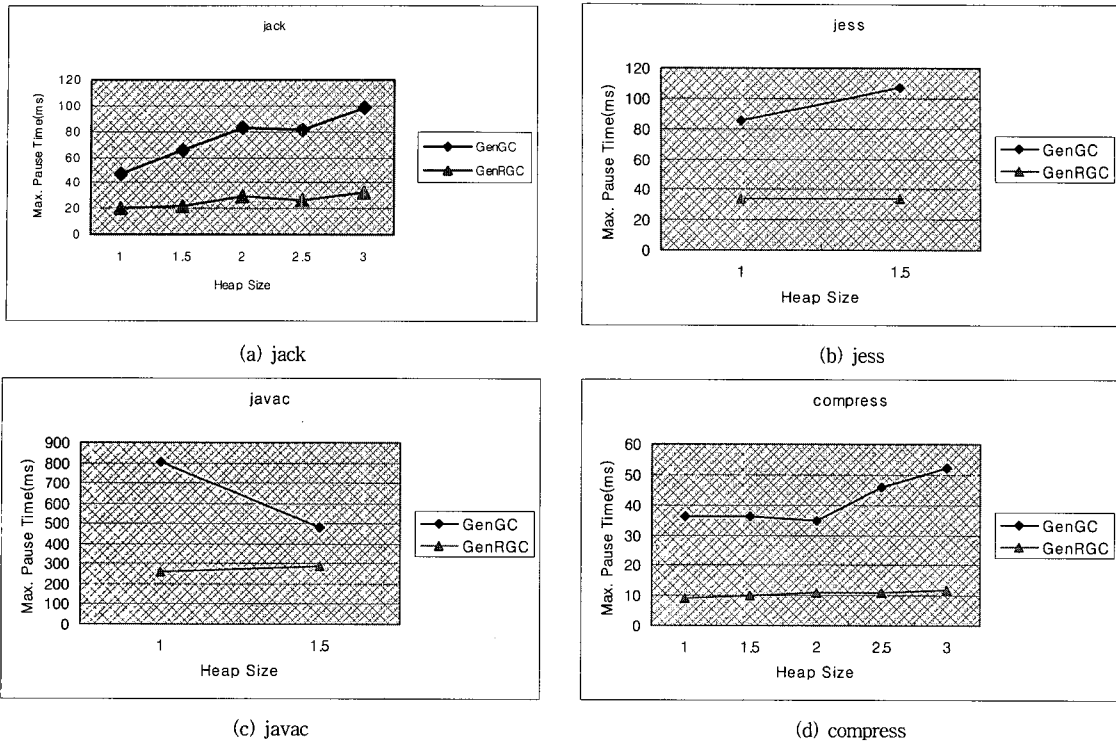 jack
120
100
80
60
40
20
0
Max. Pause Time(ms)
1 1.5 2 2.5 3
Heap Size
GenGC
GenRGC
(a) jack
jess
120
100
80
60
40
20
0
Max. Pause Time(ms)
1 1.5
Heap Size
GenGC
GenRGC
(b) jess
javac
900
800
700
600
500
400
300
200
100
0
Max. Pause Time(ms)
1 1.5
Heap Size
GenGC
GenRGC
(c) javac
compress
60
50
40
30
20
10
0
Max. Pause Time(ms)
1 1.5 2 2.5 3
Heap Size
GenGC
GenRGC
(d) compress